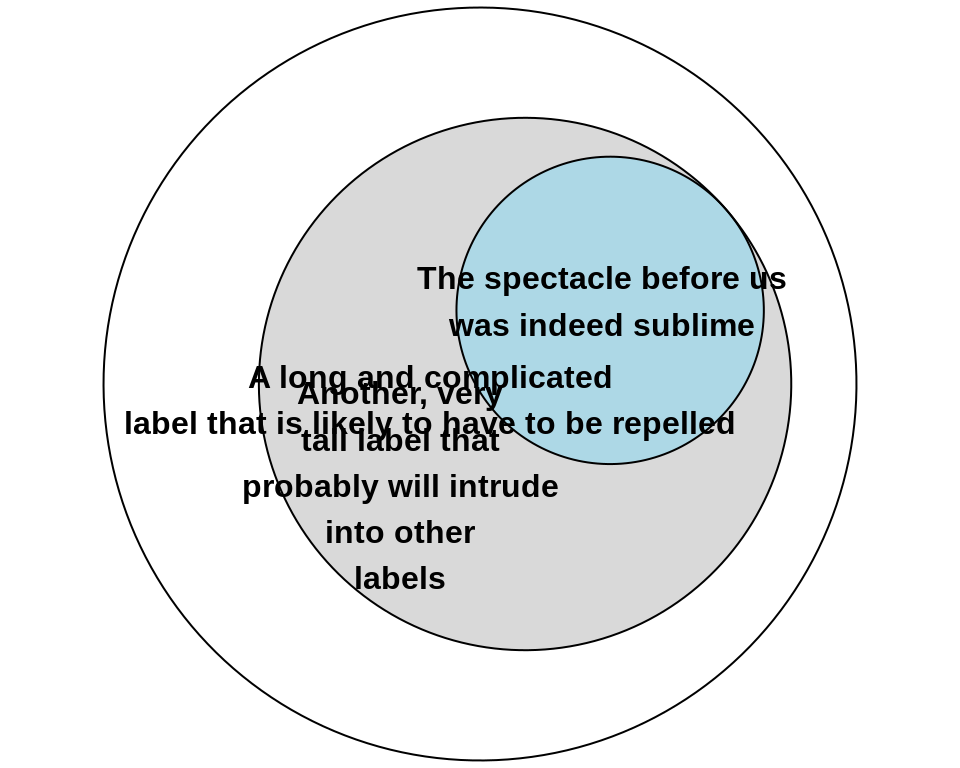 The spectacle before us
was indeed sublime
A long and complicated
label that is likely to have to be repelled
Another, very
tall label that
probably will intrude
into other
labels